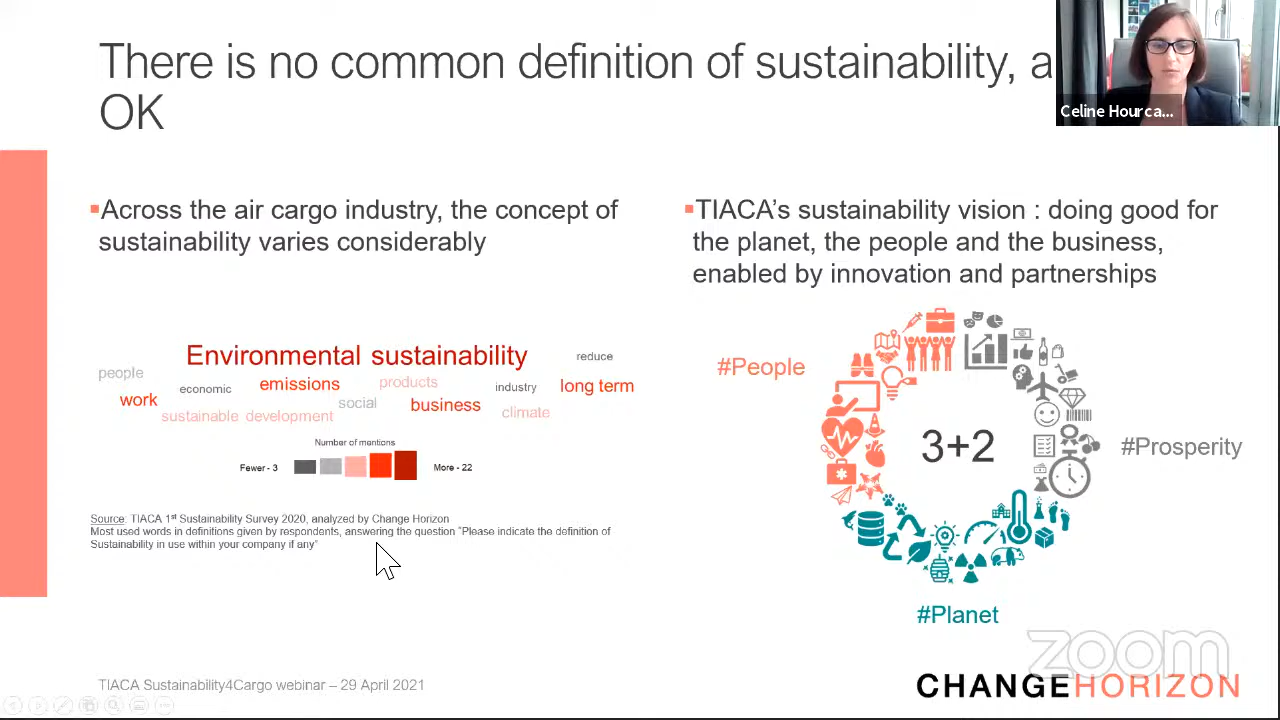 There is no common definition of sustainability, a
OK
Celine Hourca...
Across the air cargo industry, the concept of
sustainability varies considerably
TIACA's sustainability vision : doing good for
the planet, the people and the business,
enabled by innovation and partnerships
Environmental sustainability
reduce
people
economic
emissions
products
industry
long term
work
social
business
climate
sustainable development
Number of mentions
Fewer - 3
More - 22
Source: TIACA 1st Sustainability Survey 2020, analyzed by Change Horizon
Most used words in definitions given by respondents, answering the question "Please indicate the definition of
Sustainability in use within your company if any"
#People
3+2
#Prosperity
#Planet
zoom
TIACA Sustainability4Cargo webinar – 29 April 2021
CHANGEHORIZON